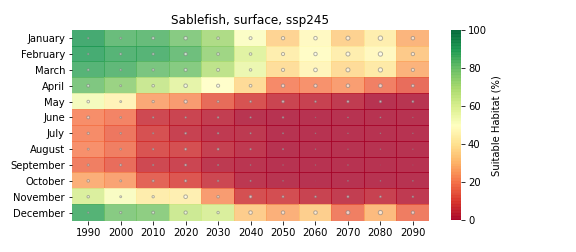 Sablefish, surface, ssp245
January
February
March
April
May
June
July
August
September
October
November
December
1990 2000 2010 2020 2030 2040 2050 2060 2070 2080 2090
100
80
60
40
20
0
Suitable Habitat (%)